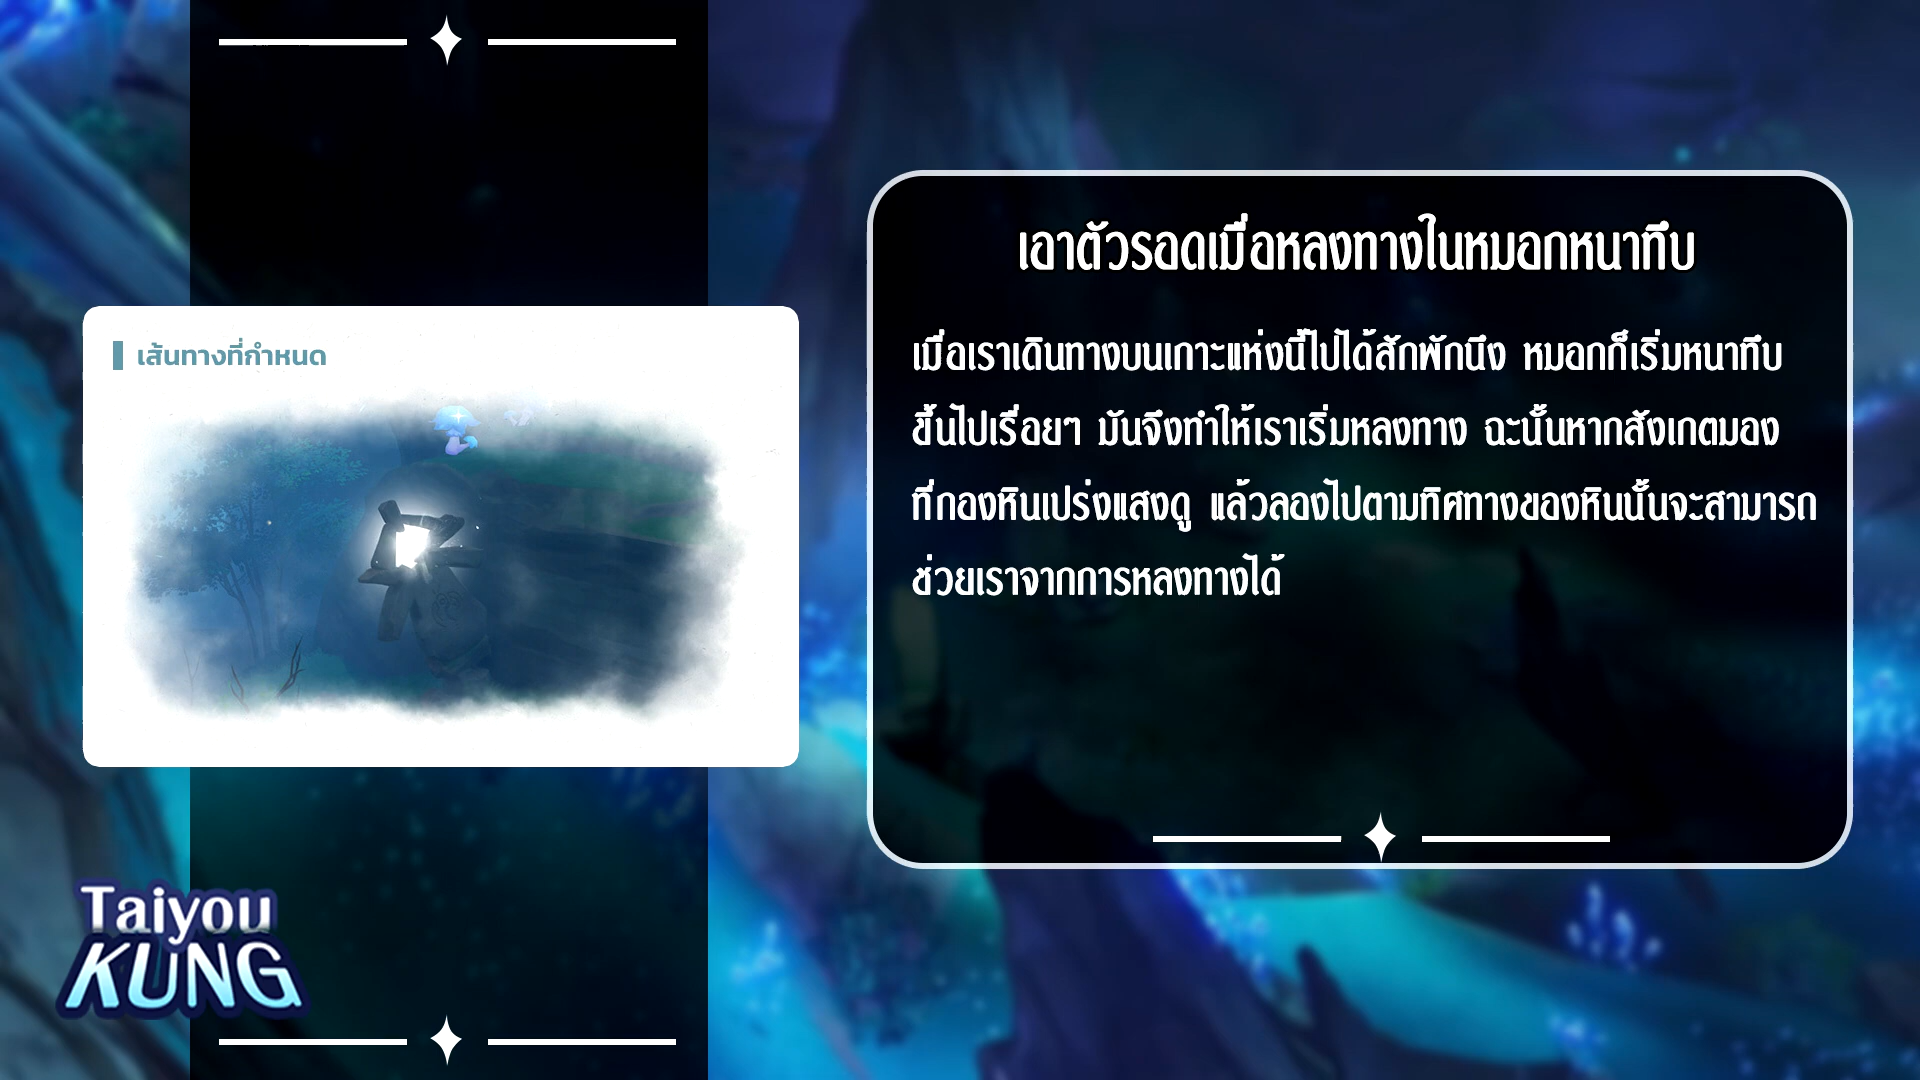 เส้นทางที่กำหนด
เอาตัวรอดเมื่อหลงทางในหมอกหนาทึบ
เมื่อเราเดินทางบนเกาะแห่งนี้ไปได้สักพักนึง หมอกก็เริ่มหนาทึบ
ขึ้นไปเรื่อยๆ มันจึงทำให้เราเริ่มหลงทาง ฉะนั้นหากสังเกตมอง
ที่กองหินเปร่งแสงดู แล้วลองไปตามทิศทางของหินนั้นจะสามารถ
ช่วยเราจากการหลงทางได้
Taiyou
KUNG